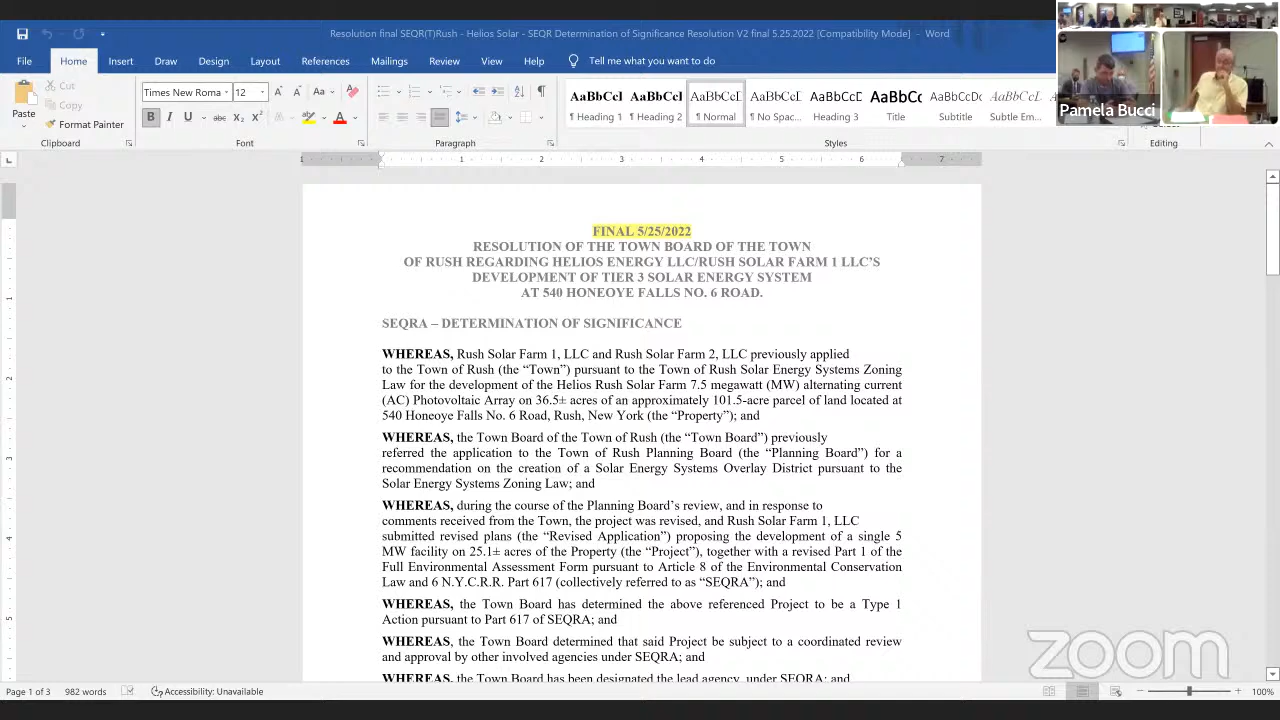 Resolution final SEQR(T)Rush - Helios Solar - SEQR Determination of Significance Resolution V2 final 5.25.2022 [Compatibility Mode] - Word
File Home Insert Draw Design Layout References Mailings Review View Help Tell me what you want to do
Pamela Bucci
Paste
Cut
Copy
Format Painter
Clipboard
Times New Roma 12
Font
Paragraph
AaBbCcI AaBbCcI AaBbCcI AaBbCcI AaBbCcD AaBbCc AaBbCcDc AaBbCcDc
¶ Heading 1 ¶ Heading 2 ¶ Normal ¶ No Spac... Heading 3 Title Subtitle Subtle Em...
Styles
Editing
FINAL 5/25/2022
RESOLUTION OF THE TOWN BOARD OF THE TOWN
OF RUSH REGARDING HELIOS ENERGY LLC/RUSH SOLAR FARM 1 LLC'S
DEVELOPMENT OF TIER 3 SOLAR ENERGY SYSTEM
AT 540 HONEOYE FALLS NO. 6 ROAD.
SEQRA – DETERMINATION OF SIGNIFICANCE
WHEREAS, Rush Solar Farm 1, LLC and Rush Solar Farm 2, LLC previously applied
to the Town of Rush (the “Town”) pursuant to the Town of Rush Solar Energy Systems Zoning
Law for the development of the Helios Rush Solar Farm 7.5 megawatt (MW) alternating current
(AC) Photovoltaic Array on 36.5± acres of an approximately 101.5-acre parcel of land located at
540 Honeoye Falls No. 6 Road, Rush, New York (the “Property”); and
WHEREAS, the Town Board of the Town of Rush (the “Town Board”) previously
referred the application to the Town of Rush Planning Board (the “Planning Board”) for a
recommendation on the creation of a Solar Energy Systems Overlay District pursuant to the
Solar Energy Systems Zoning Law; and
WHEREAS, during the course of the Planning Board’s review, and in response to
comments received from the Town, the project was revised, and Rush Solar Farm 1, LLC
submitted revised plans (the “Revised Application”) proposing the development of a single 5
MW facility on 25.1± acres of the Property (the “Project”), together with a revised Part 1 of the
Full Environmental Assessment Form pursuant to Article 8 of the Environmental Conservation
Law and 6 N.Y.C.R.R. Part 617 (collectively referred to as “SEQRA”); and
WHEREAS, the Town Board has determined the above referenced Project to be a Type 1
Action pursuant to Part 617 of SEQRA; and
WHEREAS, the Town Board determined that said Project be subject to a coordinated review
and approval by other involved agencies under SEQRA; and
WHEREAS, the Town Board has been designated the lead agency, under SEQRA; and
zoom
Page 1 of 3 982 words Accessibility: Unavailable 100%